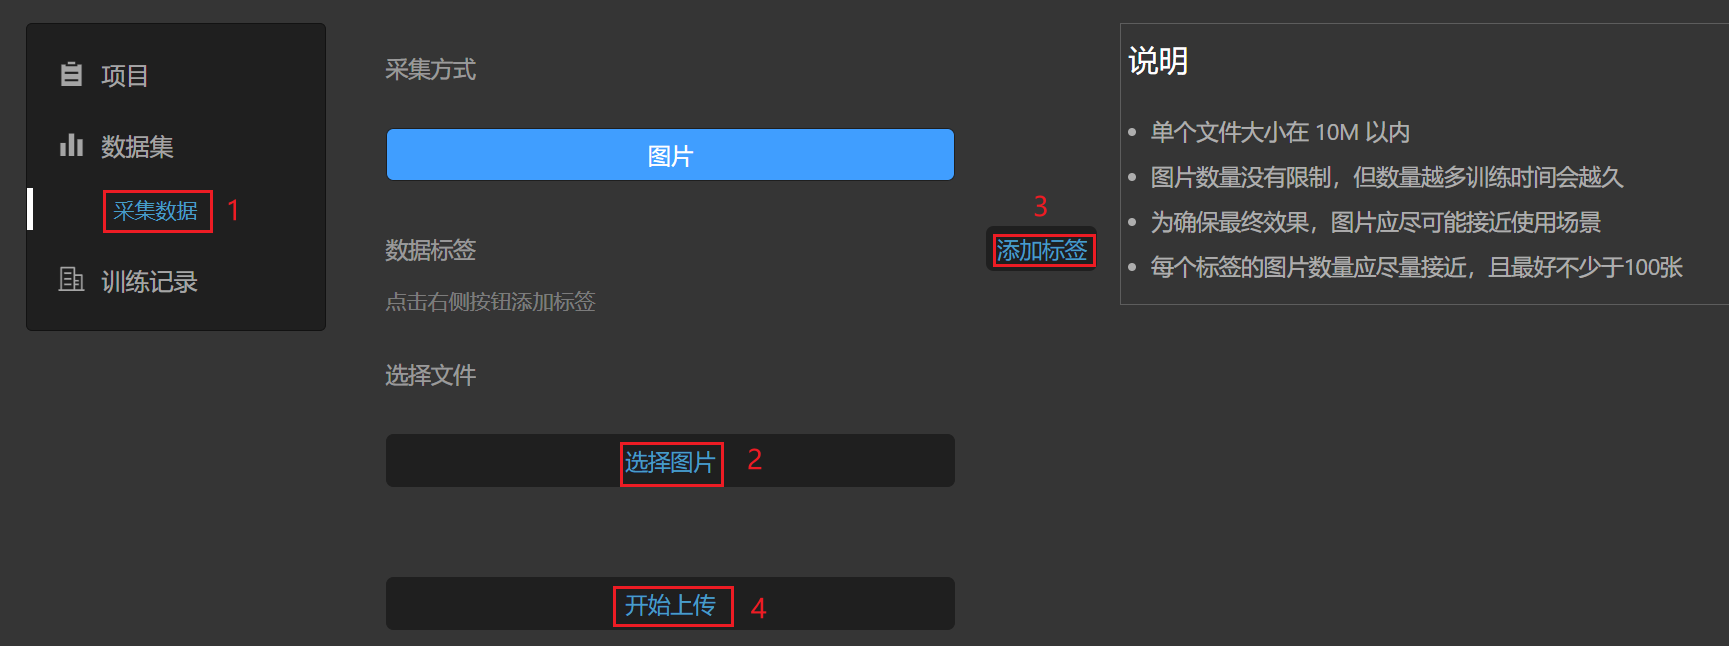 项目
数据集
采集数据 1
训练记录
采集方式
图片
数据标签
3
添加标签
点击右侧按钮添加标签
选择文件
选择图片 2
开始上传 4
说明
单个文件大小在 10M 以内
图片数量没有限制，但数量越多训练时间会越久
为确保最终效果，图片应尽可能接近使用场景
每个标签的图片数量应尽量接近，且最好不少于100张